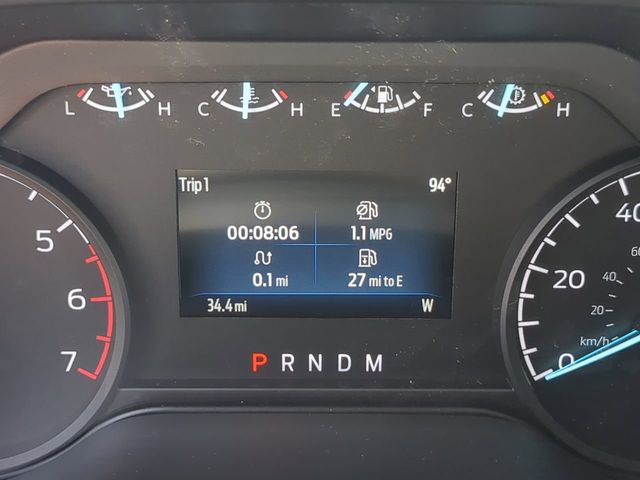 L H C H E F C H
Trip 1 94°
00:08:06 1.1 MPG
0.1 mi 27 mi to E
34.4 mi W
P R N D M
5
6
7
40
20
0
60
40
20
km/h